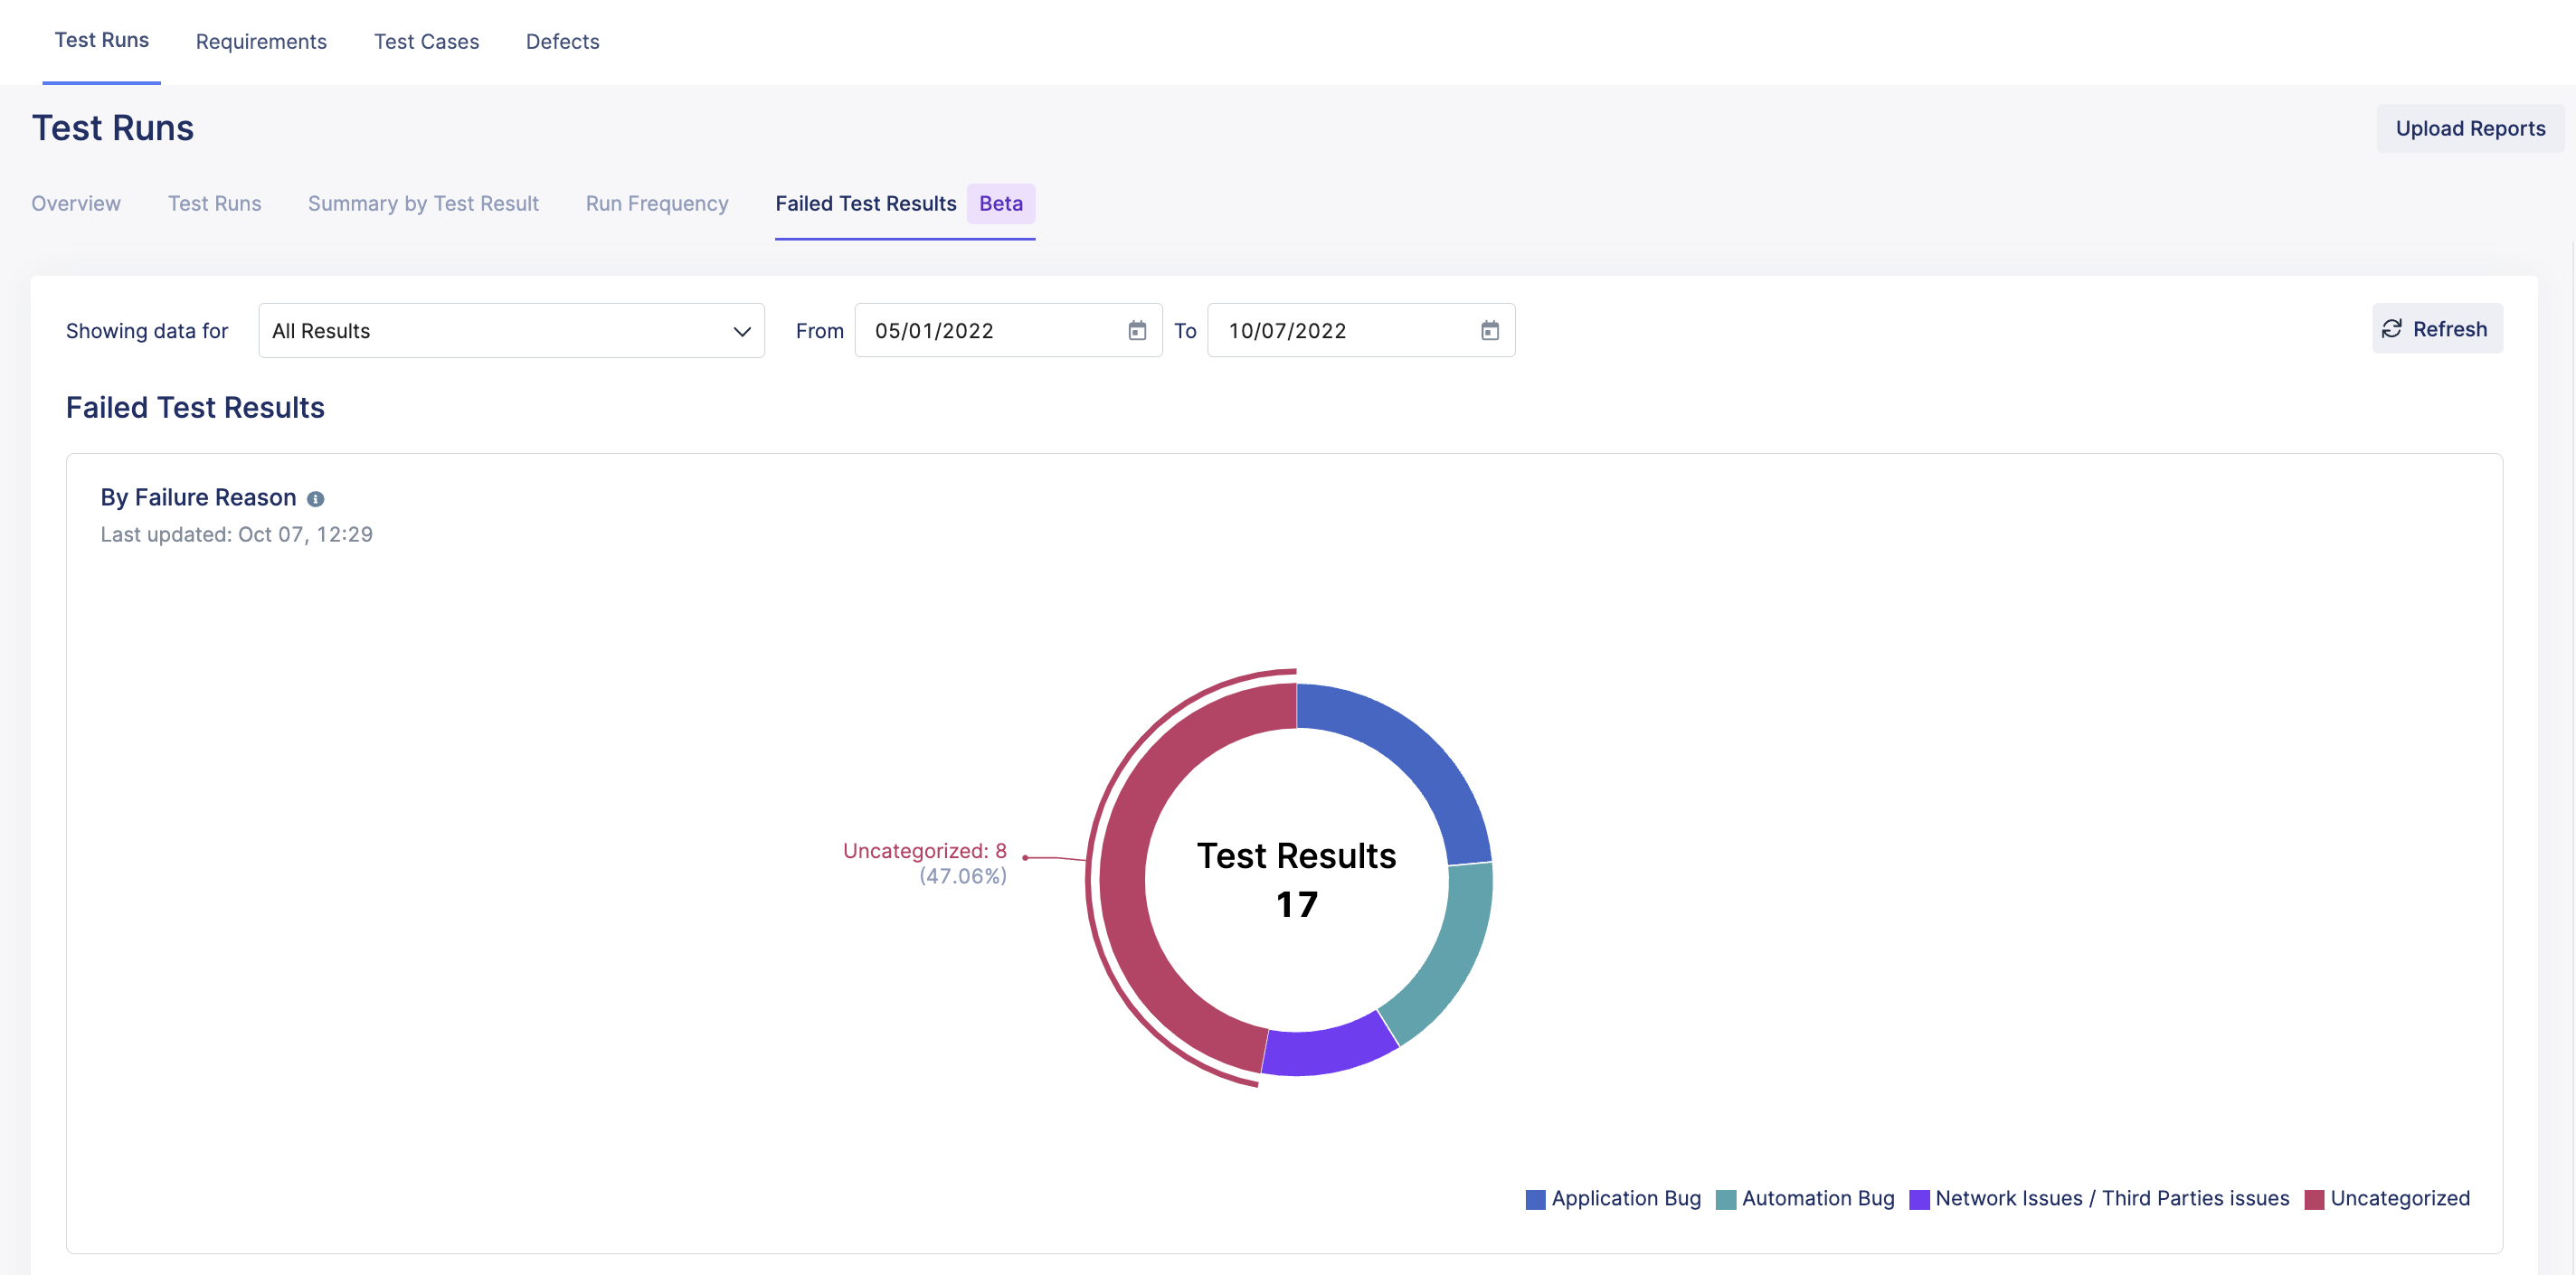 Test Runs Requirements Test Cases Defects
Test Runs
Upload Reports
Overview Test Runs Summary by Test Result Run Frequency Failed Test Results Beta
Showing data for All Results From 05/01/2022 To 10/07/2022 Refresh
Failed Test Results
By Failure Reason
Last updated: Oct 07, 12:29
Uncategorized: 8
(47.06%)
Test Results
17
Application Bug Automation Bug Network Issues / Third Parties issues Uncategorized